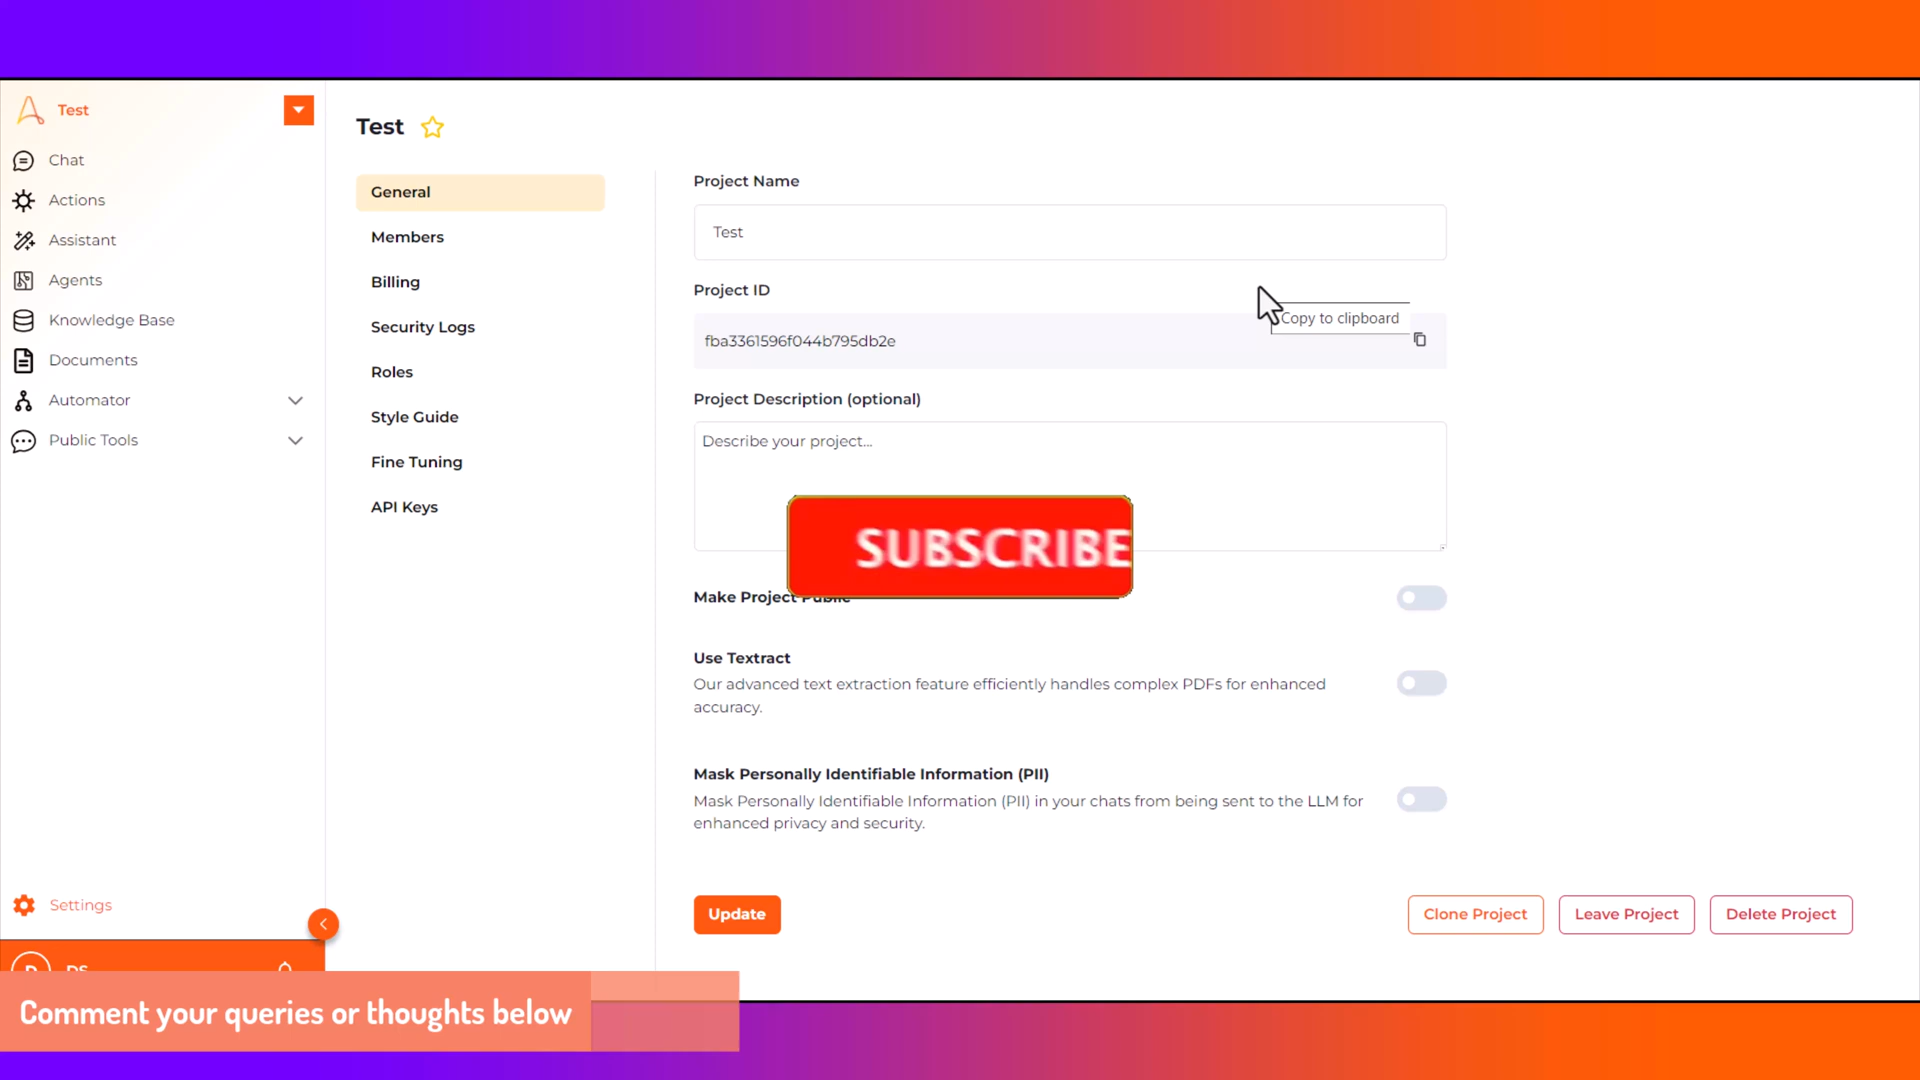 Test
Chat
Actions
Assistant
Agents
Knowledge Base
Documents
Automator
Public Tools
Settings
DS
Test
General
Members
Billing
Security Logs
Roles
Style Guide
Fine Tuning
API Keys
Project Name
Test
Project ID
Copy to clipboard
fba3361596f044b795db2e
Project Description (optional)
Describe your project...
SUBSCRIBE
Make Project Public
Use Textract
Our advanced text extraction feature efficiently handles complex PDFs for enhanced
accuracy.
Mask Personally Identifiable Information (PII)
Mask Personally Identifiable Information (PII) in your chats from being sent to the LLM for
enhanced privacy and security.
Update
Clone Project
Leave Project
Delete Project
Comment your queries or thoughts below